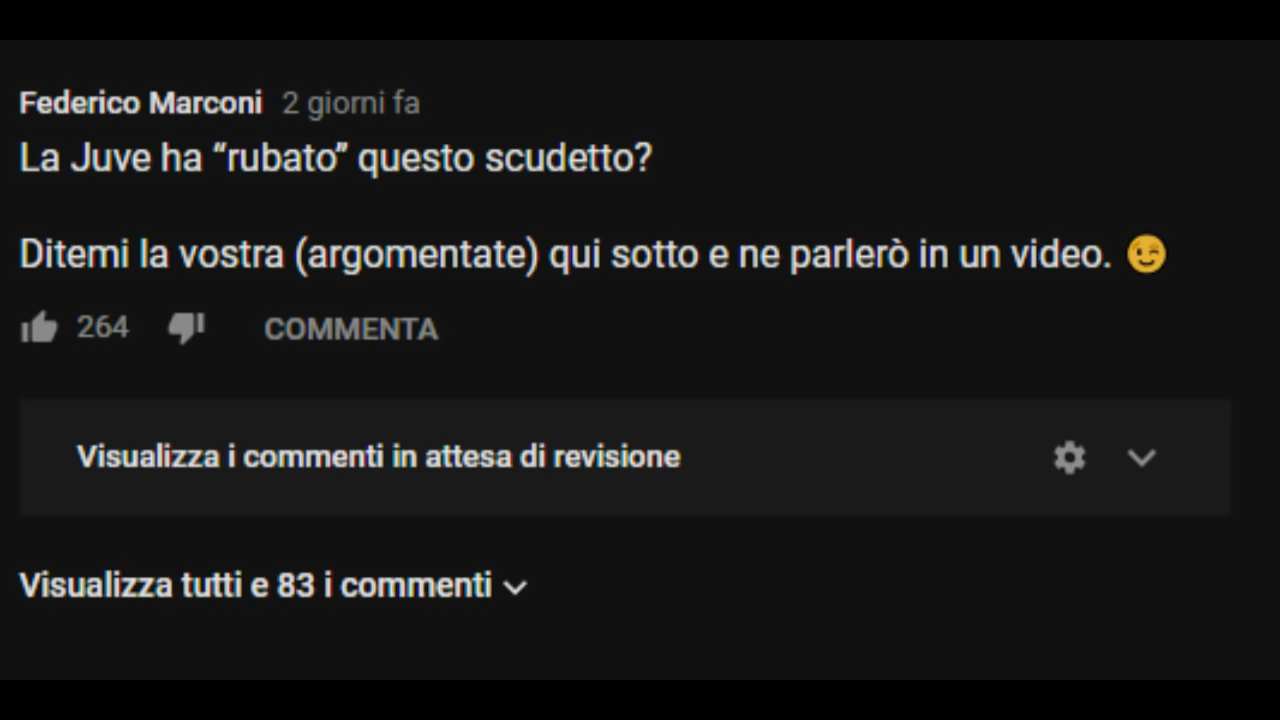 Federico Marconi 2 giorni fa
La Juve ha “rubato” questo scudetto?
Ditemi la vostra (argomentate) qui sotto e ne parlerò in un video. 😉
264 COMMENTA
Visualizza i commenti in attesa di revisione
Visualizza tutti e 83 i commenti